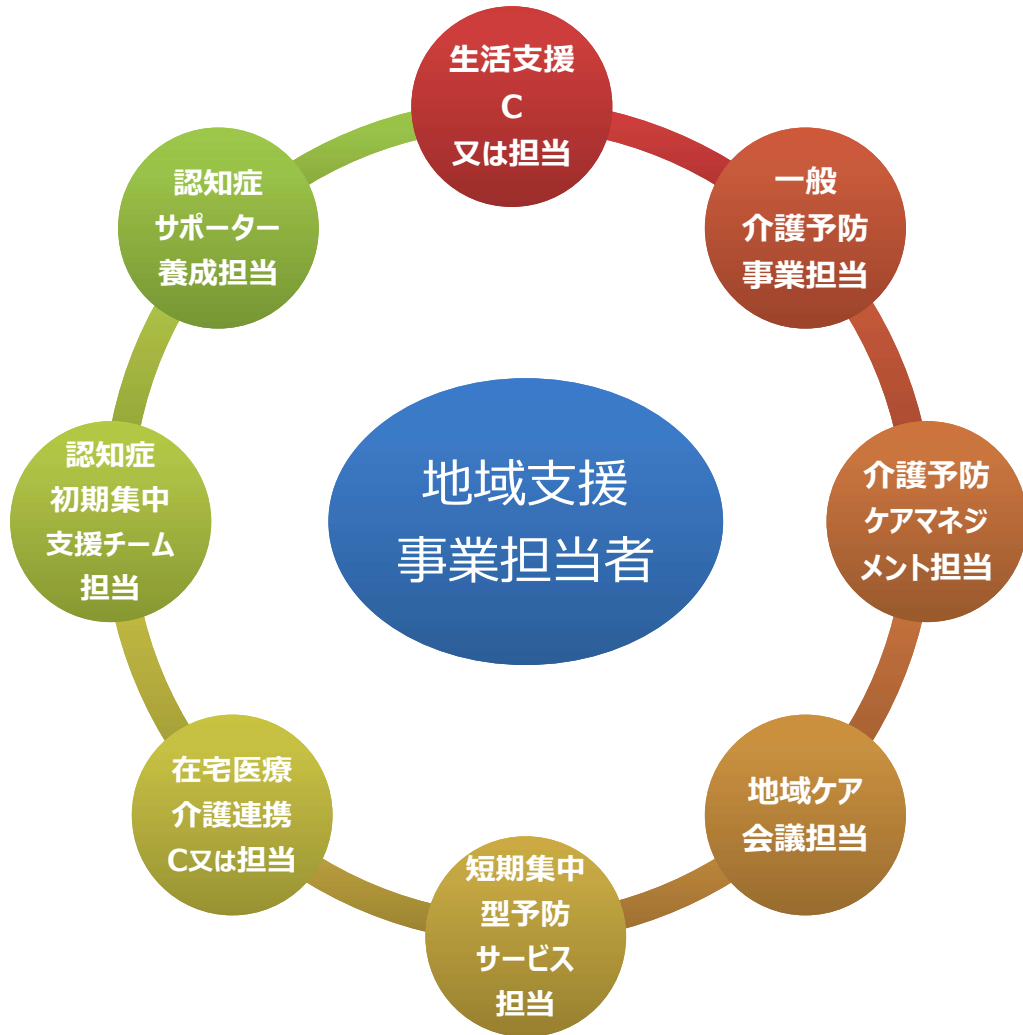 生活支援
C
又は担当
一般
介護予防
事業担当
介護予防
ケアマネジ
メント担当
地域ケア
会議担当
短期集中
型予防
サービス
担当
在宅医療
介護連携
C又は担当
認知症
初期集中
支援チーム
担当
認知症
サポーター
養成担当
地域支援
事業担当者